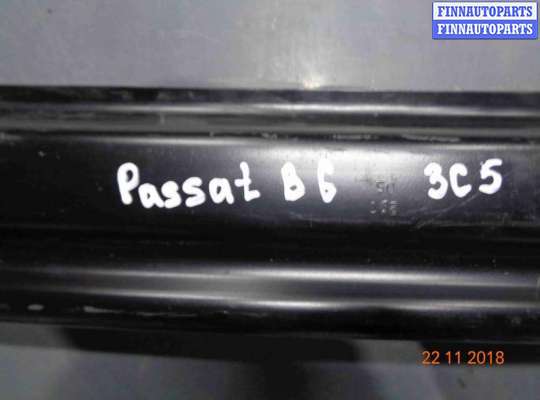 FINNAUTOPARTS
FINNAUTOPARTS
Passat B6 3C5
22 11 2018